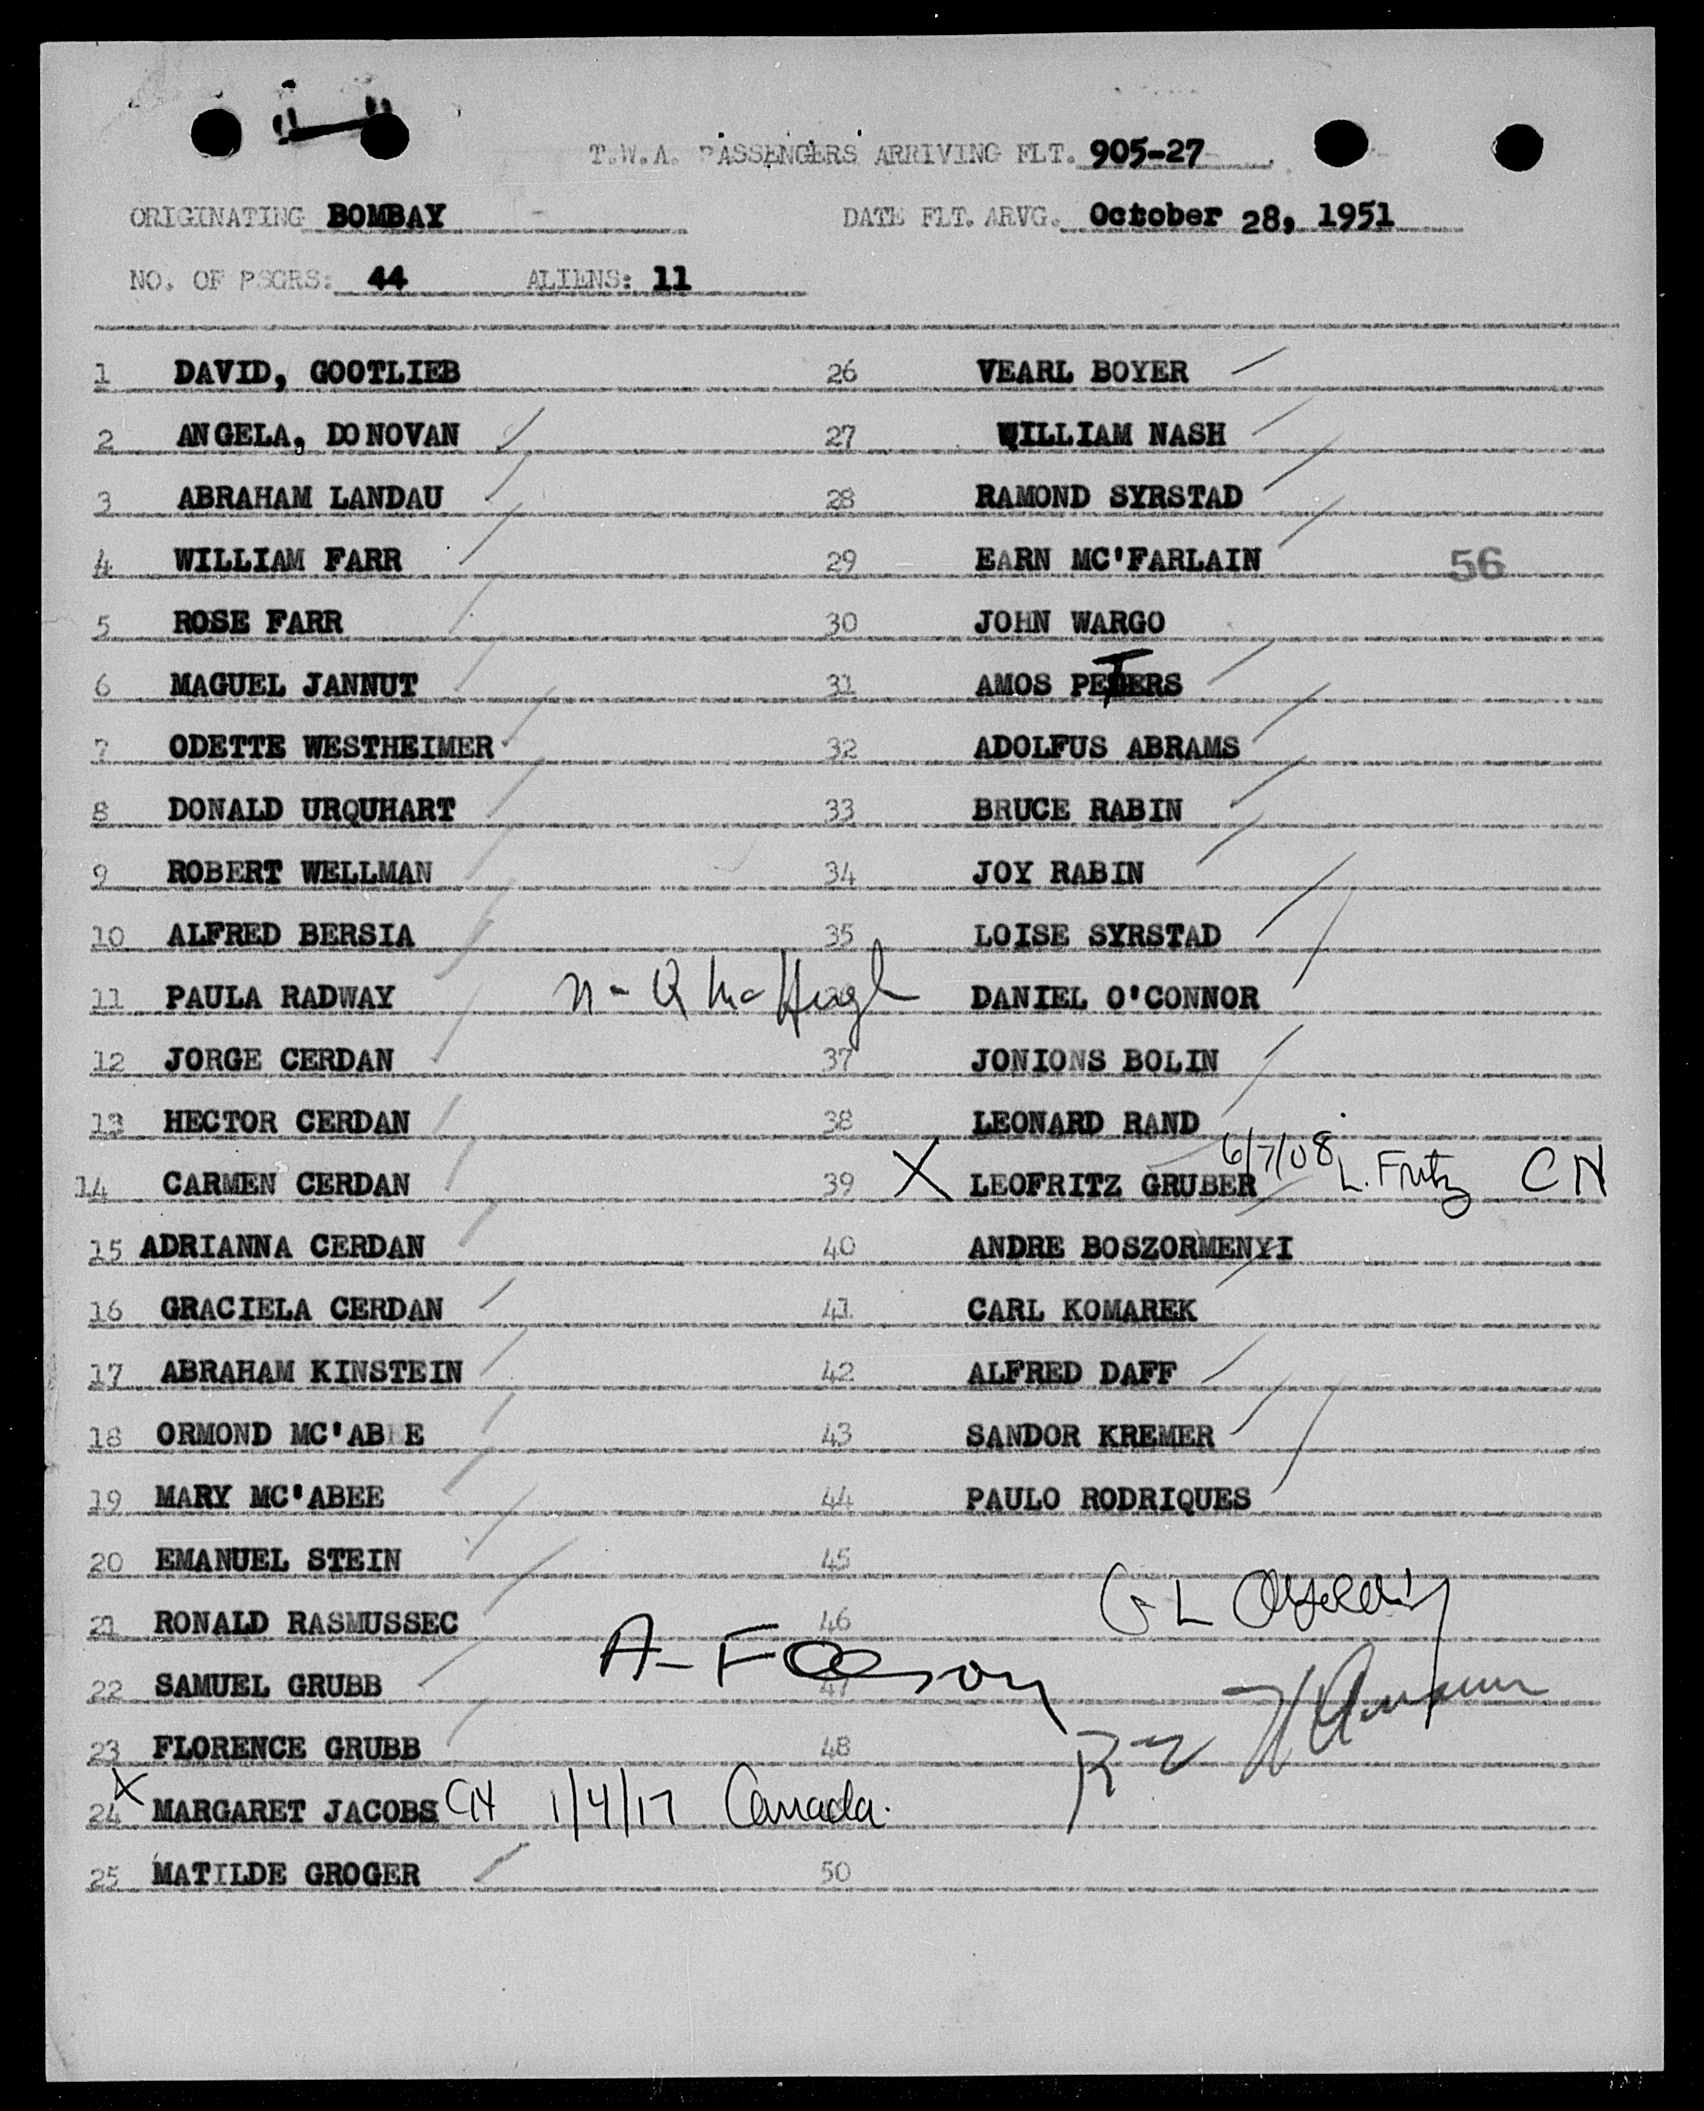 T.W.A. PASSENGERS ARRIVING FLT. 905-27
ORIGINATING BOMBAY DATE FLT. ARVG. October 28, 1951
NO. OF PSGRS: 44 ALIENS: 11
1 DAVID, GOOTLIEB
2 ANGELA, DONOVAN
3 ABRAHAM LANDAU
4 WILLIAM FARR
5 ROSE FARR
6 MAGUEL JANNUT
7 ODETTE WESTHEIMER
8 DONALD URQUHART
9 ROBERT WELLMAN
10 ALFRED BERSIA
11 PAULA RADWAY
12 JORGE CERDAN
13 HECTOR CERDAN
14 CARMEN CERDAN
15 ADRIANNA CERDAN
16 GRACIELA CERDAN
17 ABRAHAM KINSTEIN
18 ORMOND MC'ABEE
19 MARY MC'ABEE
20 EMANUEL STEIN
21 RONALD RASMUSSEC
22 SAMUEL GRUBB
23 FLORENCE GRUBB
X 24 MARGARET JACOBS CH 1/4/17 Canada.
25 MATILDE GROGER
26 VEARL BOYER
27 WILLIAM NASH
28 RAMOND SYRSTAD
29 EARN MC'FARLAIN 56
30 JOHN WARGO
31 AMOS PETERS
32 ADOLFUS ABRAMS
33 BRUCE RABIN
34 JOY RABIN
35 LOISE SYRSTAD
DANIEL O'CONNOR
37 JONIONS BOLIN
38 LEONARD RAND
39 X LEOFRITZ GRUBER 6/7/08 L. Fritz CN
40 ANDRE BOSZORMENYI
41 CARL KOMAREK
42 ALFRED DAFF
43 SANDOR KREMER
44 PAULO RODRIQUES
45
46
47
48
50